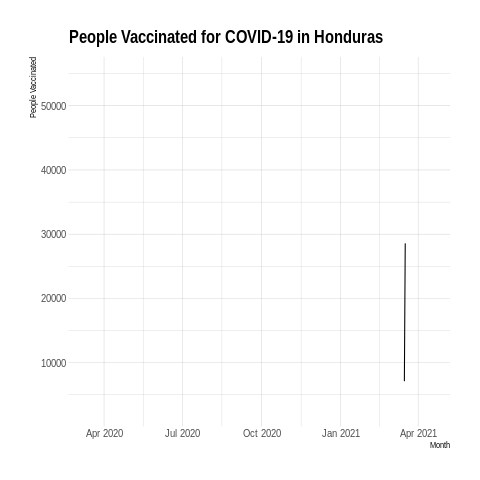 People Vaccinated for COVID-19 in Honduras
People Vaccinated
50000
40000
30000
20000
10000
Apr 2020 Jul 2020 Oct 2020 Jan 2021 Apr 2021
Month